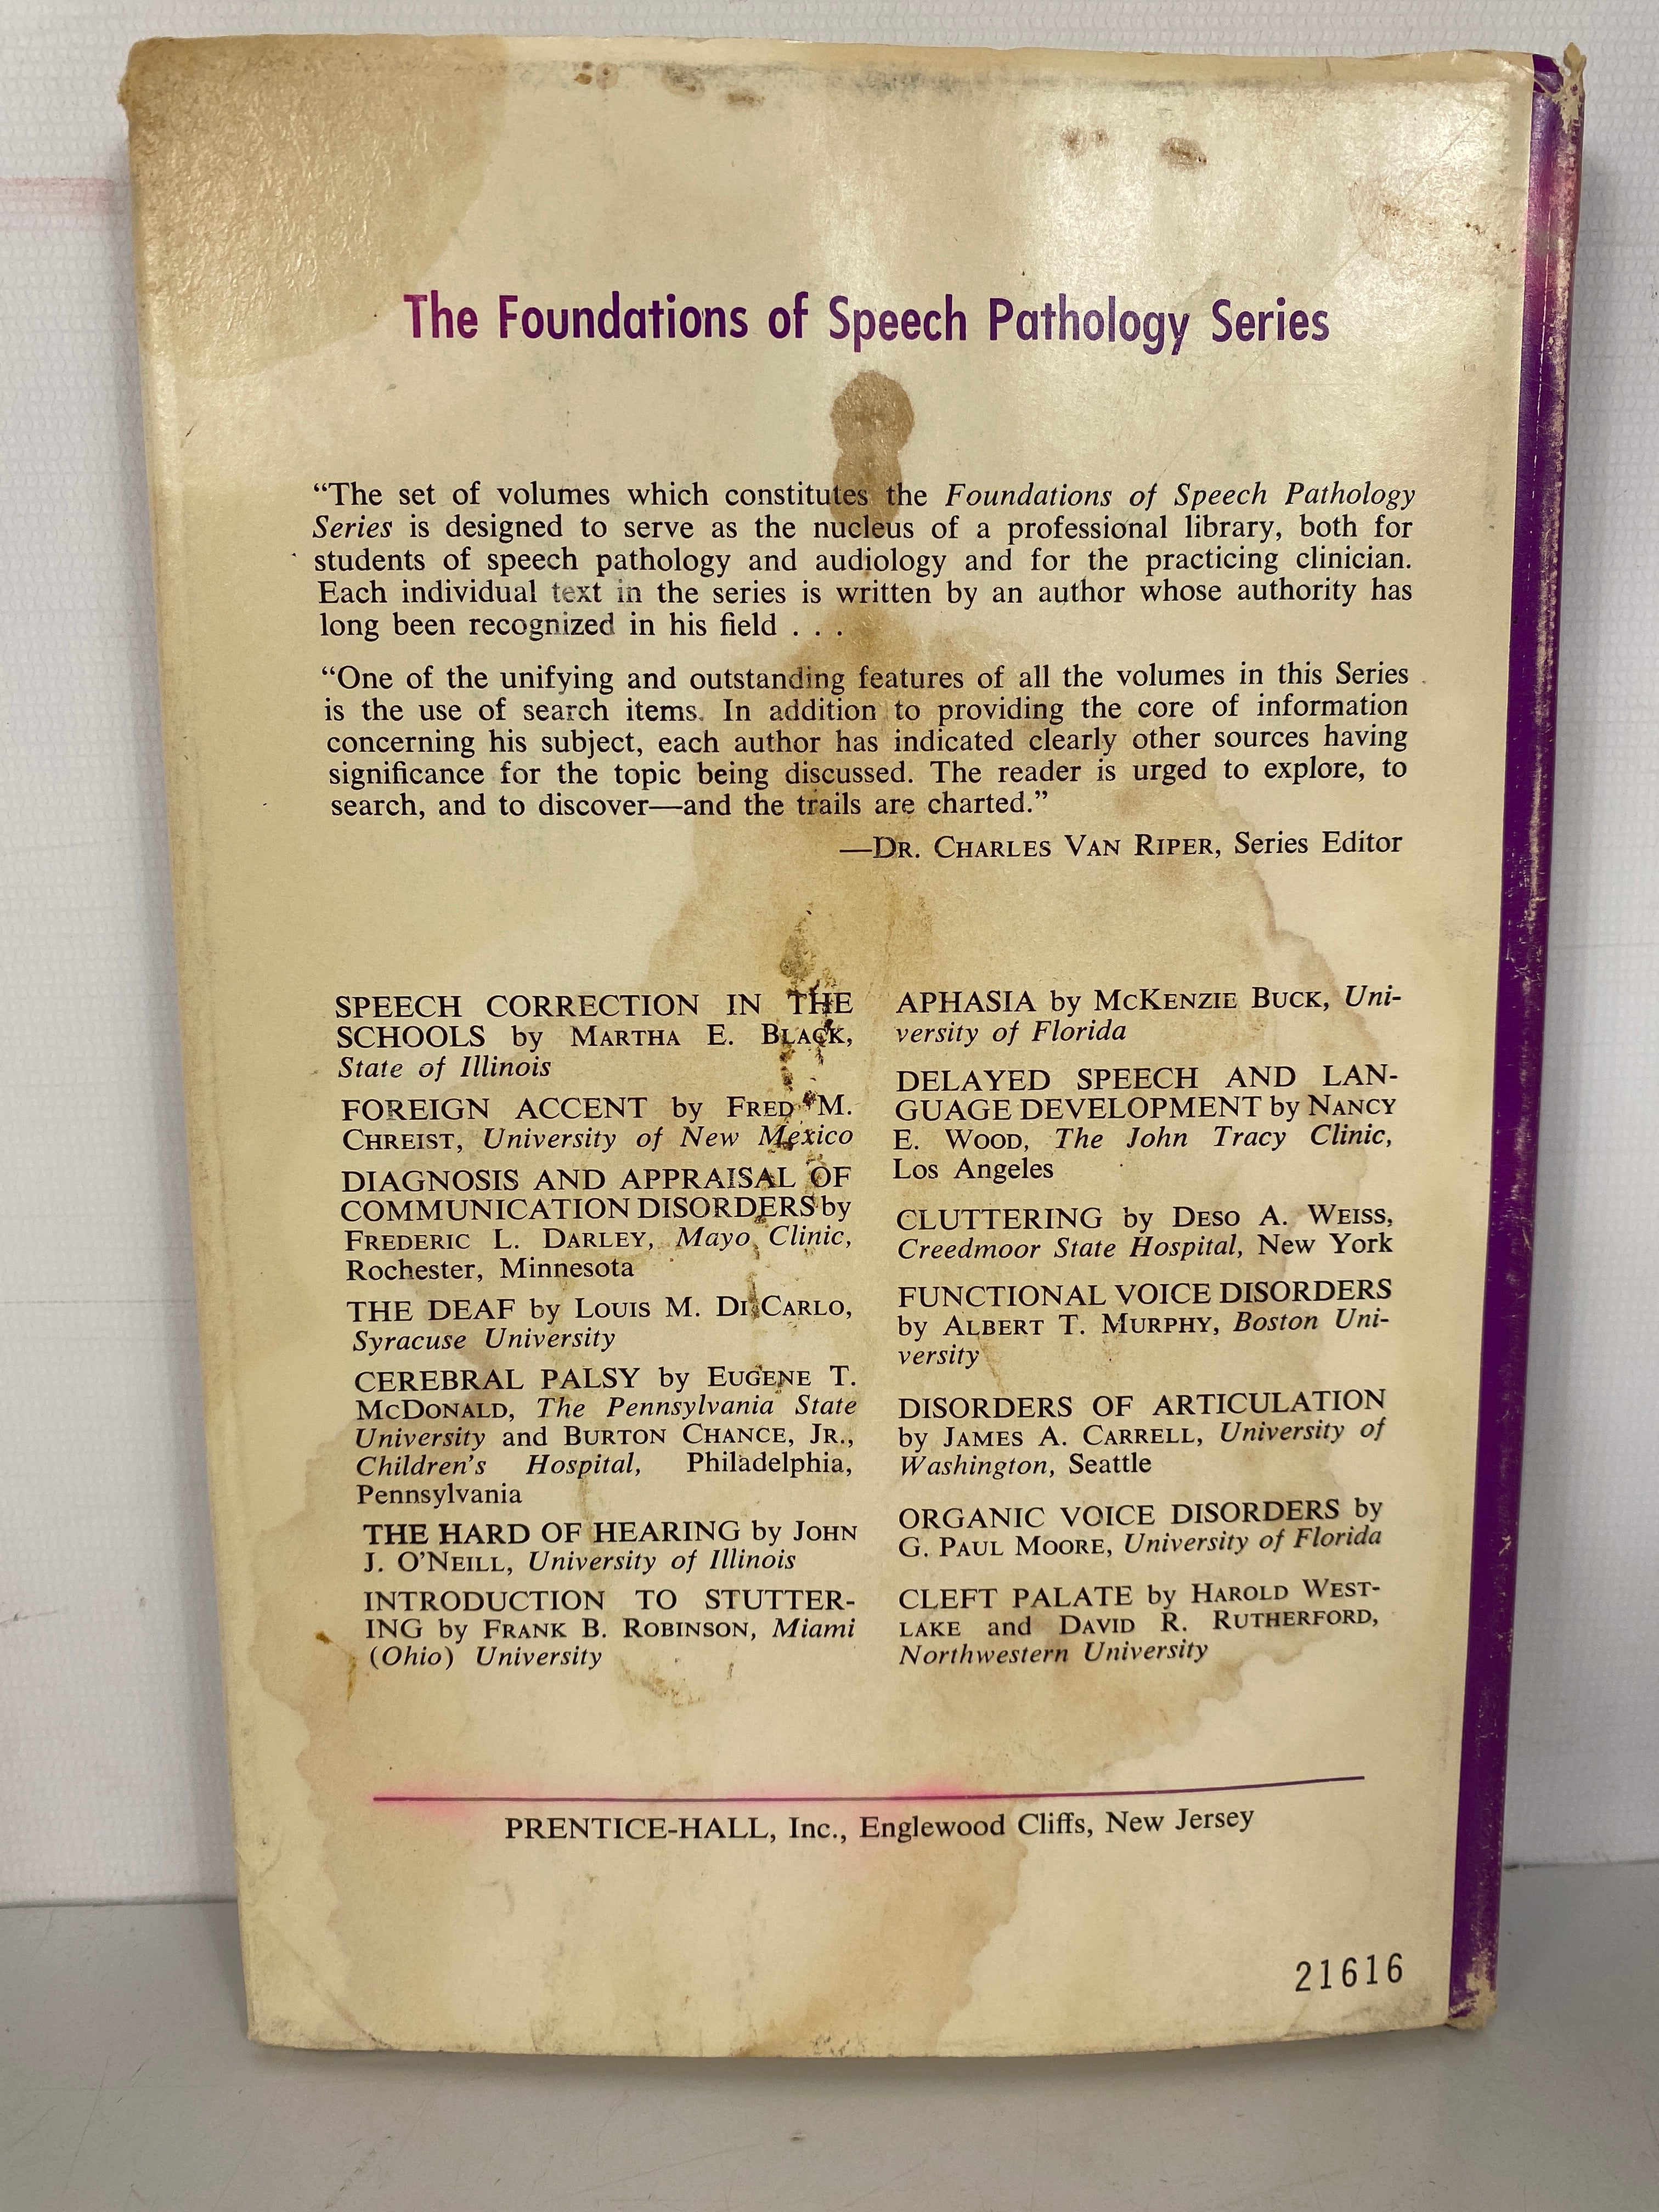 The Foundations of Speech Pathology Series
“The set of volumes which constitutes the Foundations of Speech Pathology
Series is designed to serve as the nucleus of a professional library, both for
students of speech pathology and audiology and for the practicing clinician.
Each individual text in the series is written by an author whose authority has
long been recognized in his field . . .
“One of the unifying and outstanding features of all the volumes in this Series
is the use of search items. In addition to providing the core of information
concerning his subject, each author has indicated clearly other sources having
significance for the topic being discussed. The reader is urged to explore, to
search, and to discover—and the trails are charted.”
—DR. CHARLES VAN RIPER, Series Editor
SPEECH CORRECTION IN THE
SCHOOLS by MARTHA E. BLACK,
State of Illinois
FOREIGN ACCENT by FRED M.
CHREIST, University of New Mexico
DIAGNOSIS AND APPRAISAL OF
COMMUNICATION DISORDERS by
FREDERIC L. DARLEY, Mayo Clinic,
Rochester, Minnesota
THE DEAF by LOUIS M. DI CARLO,
Syracuse University
CEREBRAL PALSY by EUGENE T.
MCDONALD, The Pennsylvania State
University and BURTON CHANCE, JR.,
Children's Hospital, Philadelphia,
Pennsylvania
THE HARD OF HEARING by JOHN
J. O'NEILL, University of Illinois
INTRODUCTION TO STUTTER-
ING by FRANK B. ROBINSON, Miami
(Ohio) University
APHASIA by MCKENZIE BUCK, Uni-
versity of Florida
DELAYED SPEECH AND LAN-
GUAGE DEVELOPMENT by NANCY
E. WOOD, The John Tracy Clinic,
Los Angeles
CLUTTERING by DESO A. WEISS,
Creedmoor State Hospital, New York
FUNCTIONAL VOICE DISORDERS
by ALBERT T. MURPHY, Boston Uni-
versity
DISORDERS OF ARTICULATION
by JAMES A. CARRELL, University of
Washington, Seattle
ORGANIC VOICE DISORDERS by
G. PAUL MOORE, University of Florida
CLEFT PALATE by HAROLD WEST-
LAKE and DAVID R. RUTHERFORD,
Northwestern University
PRENTICE-HALL, Inc., Englewood Cliffs, New Jersey
21616